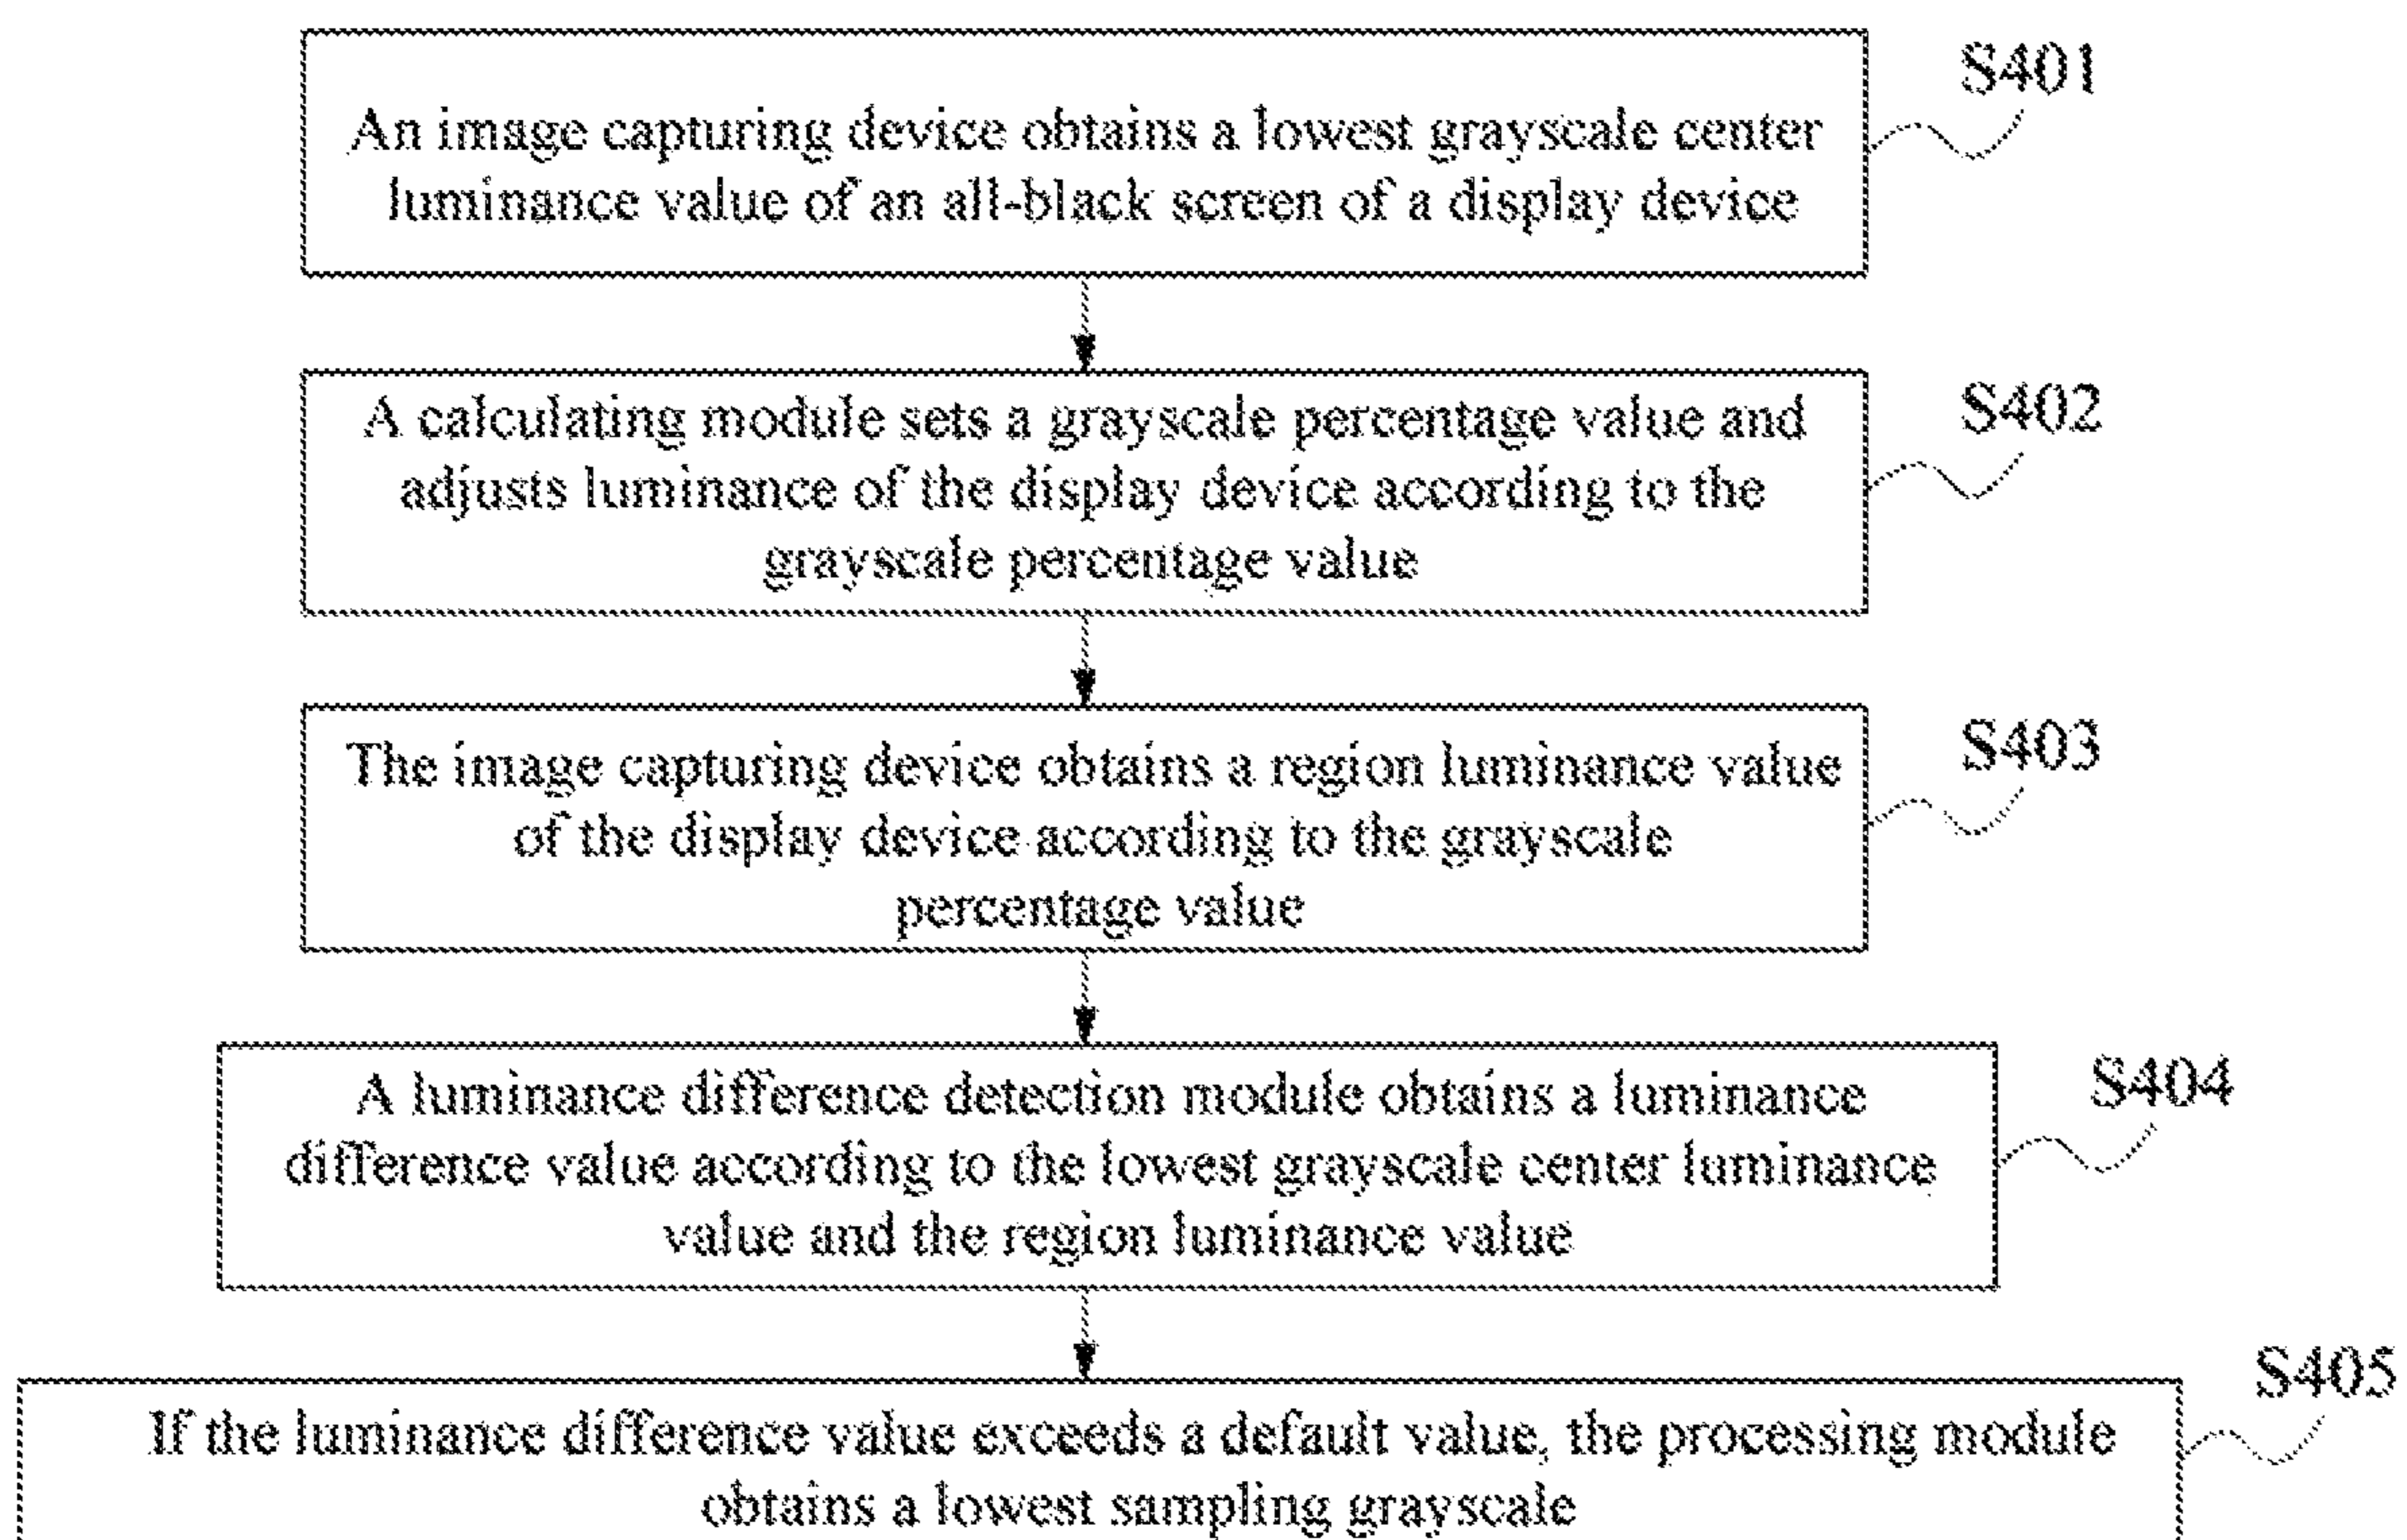 S401
An image capturing device obtains a lowest grayscale center
luminance value of an all-black screen of a display device
S402
A calculating module sets a grayscale percentage value and
adjusts luminance of the display device according to the
grayscale percentage value
S403
The image capturing device obtains a region luminance value
of the display device according to the grayscale
percentage value
S404
A luminance difference detection module obtains a luminance
difference value according to the lowest grayscale center luminance
value and the region luminance value
S405
If the luminance difference value exceeds a default value, the processing module
obtains a lowest sampling grayscale